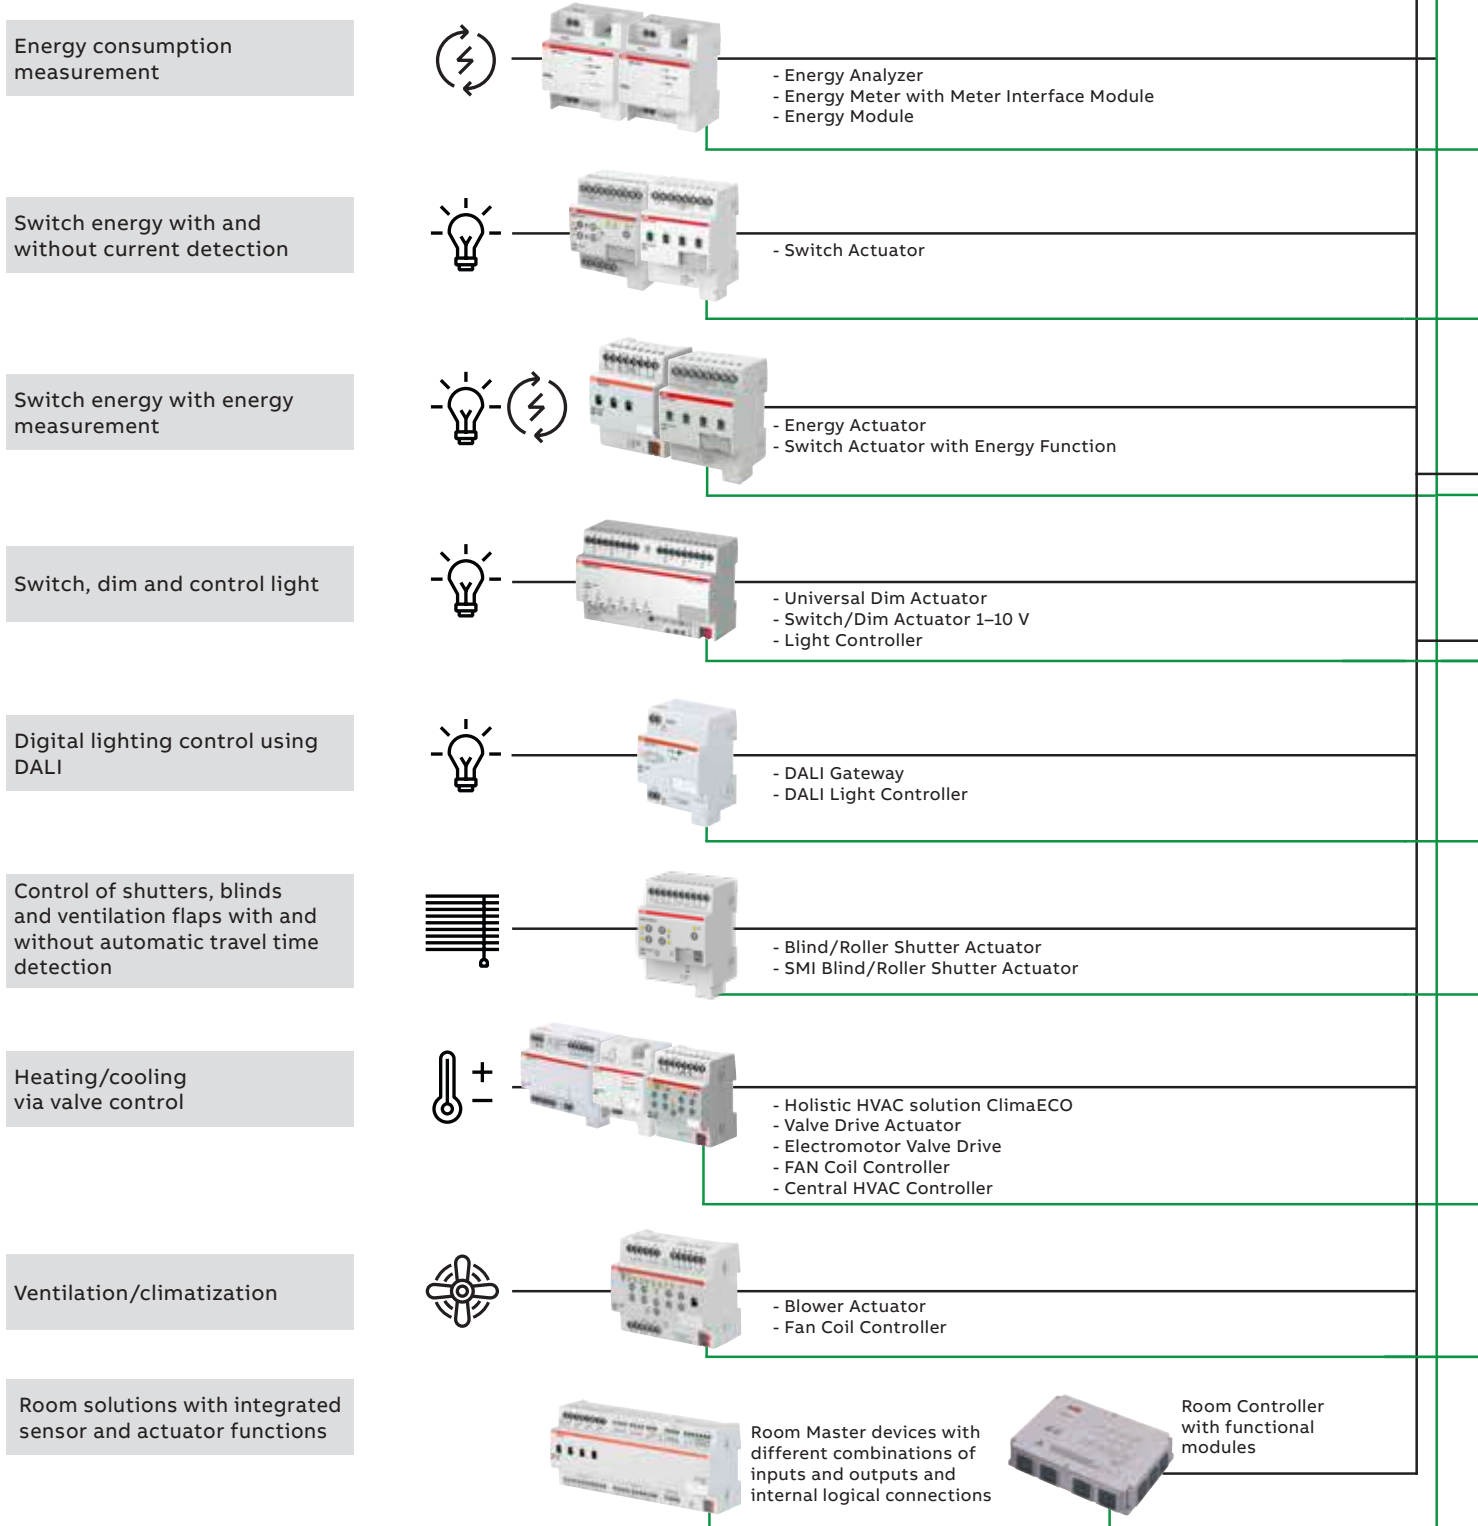 Energy consumption
measurement
- Energy Analyzer
- Energy Meter with Meter Interface Module
- Energy Module
Switch energy with and
without current detection
- Switch Actuator
Switch energy with energy
measurement
- Energy Actuator
- Switch Actuator with Energy Function
Switch, dim and control light
- Universal Dim Actuator
- Switch/Dim Actuator 1–10 V
- Light Controller
Digital lighting control using
DALI
- DALI Gateway
- DALI Light Controller
Control of shutters, blinds
and ventilation flaps with and
without automatic travel time
detection
- Blind/Roller Shutter Actuator
- SMI Blind/Roller Shutter Actuator
Heating/cooling
via valve control
- Holistic HVAC solution ClimaECO
- Valve Drive Actuator
- Electromotor Valve Drive
- FAN Coil Controller
- Central HVAC Controller
Ventilation/climatization
- Blower Actuator
- Fan Coil Controller
Room solutions with integrated
sensor and actuator functions
Room Master devices with
different combinations of
inputs and outputs and
internal logical connections
Room Controller
with functional
modules